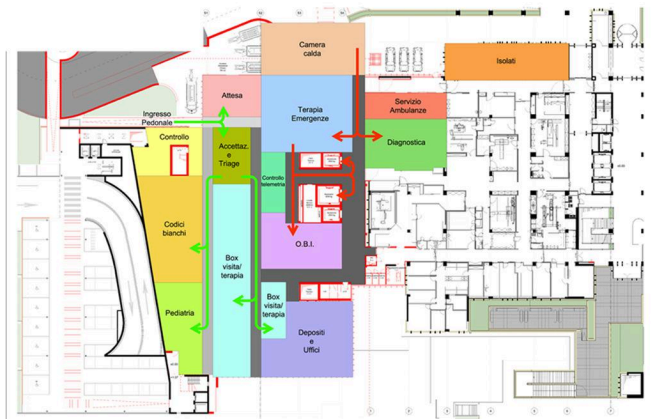 Camera
calda
Isolati
Attesa
Terapia
Emergenze
Servizio
Ambulanze
Ingresso
Pedonale
Controllo
Accettaz.
e
Triage
Diagnostica
Controllo
telemetria
Codici
bianchi
O.B.I.
Box
visita/
terapia
Box
visita/
terapia
Pediatria
Depositi
e
Uffici